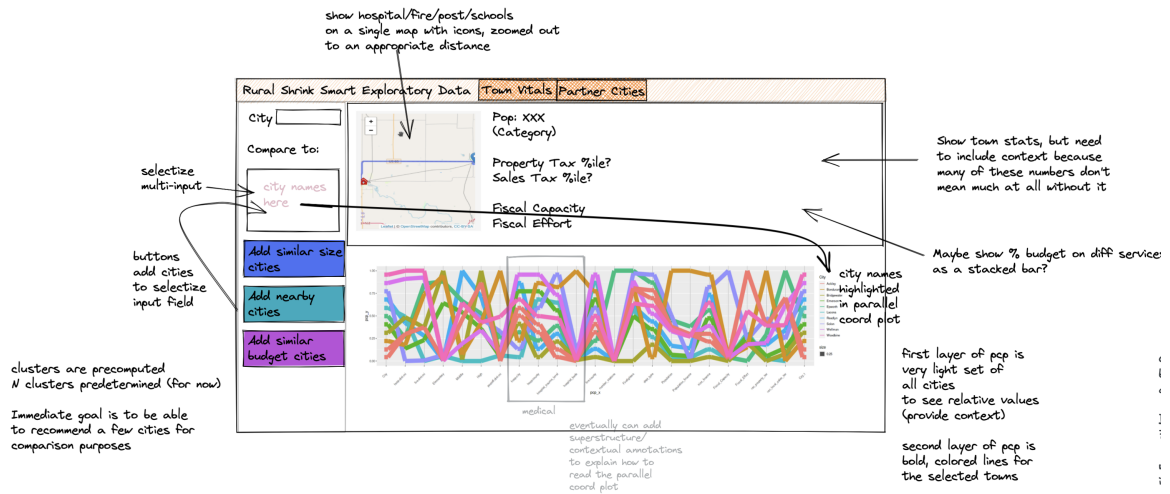 show hospital/fire/post/schools
on a single map with icons, zoomed out
to an appropriate distance
Rural Shrink Smart Exploratory Data
Town Vitals
Partner Cities
City
Compare to:
city names
here
Add similar size
cities
Add nearby
cities
Add similar
budget cities
selectize
multi-input
buttons
add cities
to selectize
input field
clusters are precomputed
N clusters predetermined (for now)
Immediate goal is to be able
to recommend a few cities for
comparison purposes
+
-
Pop: XXX
(Category)
Property Tax %ile?
Sales Tax %ile?
Fiscal Capacity
Fiscal Effort
Show town stats, but need
to include context because
many of these numbers don't
mean much at all without it
Maybe show % budget on diff services
as a stacked bar?
city names
highlighted
in parallel
coord plot
pcp_y
pcp_x
City
medical
eventually can add
superstructure/
contextual annotations
to explain how to
read the parallel
coord plot
first layer of pcp is
very light set of
all cities
to see relative values
(provide context)
second layer of pcp is
bold, colored lines for
the selected towns